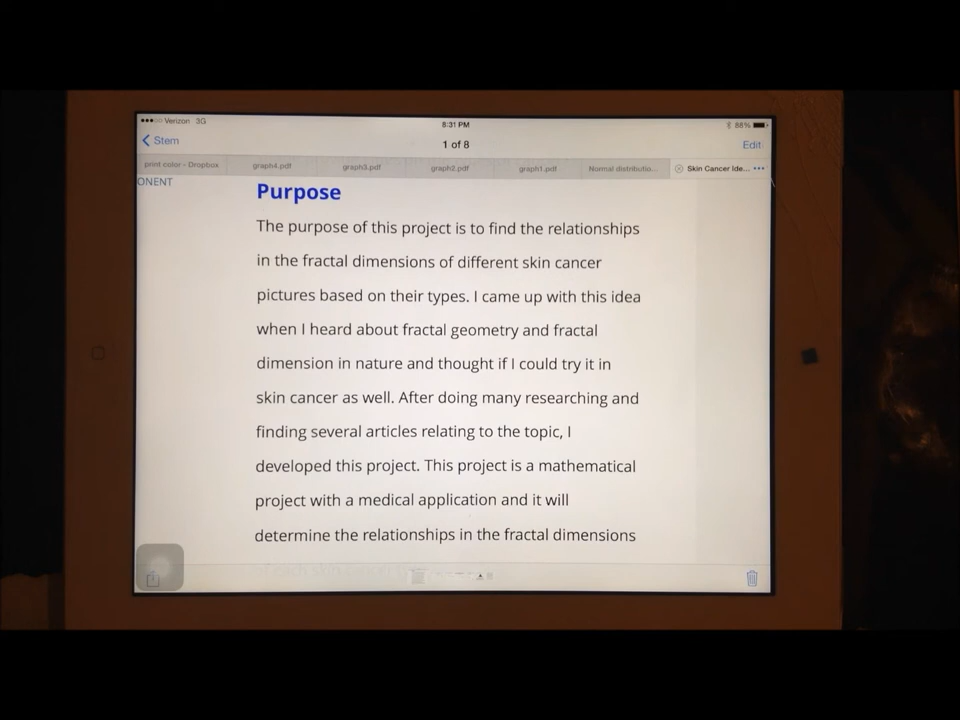 Verizon 3G
8:31 PM
88%
Stem
1 of 8
Edit
print color - Dropbox
graph4.pdf
graph3.pdf
graph2.pdf
graph1.pdf
Normal distributio...
Skin Cancer Ide...
ONENT
Purpose
The purpose of this project is to find the relationships
in the fractal dimensions of different skin cancer
pictures based on their types. I came up with this idea
when I heard about fractal geometry and fractal
dimension in nature and thought if I could try it in
skin cancer as well. After doing many researching and
finding several articles relating to the topic, I
developed this project. This project is a mathematical
project with a medical application and it will
determine the relationships in the fractal dimensions
of each skin cancer